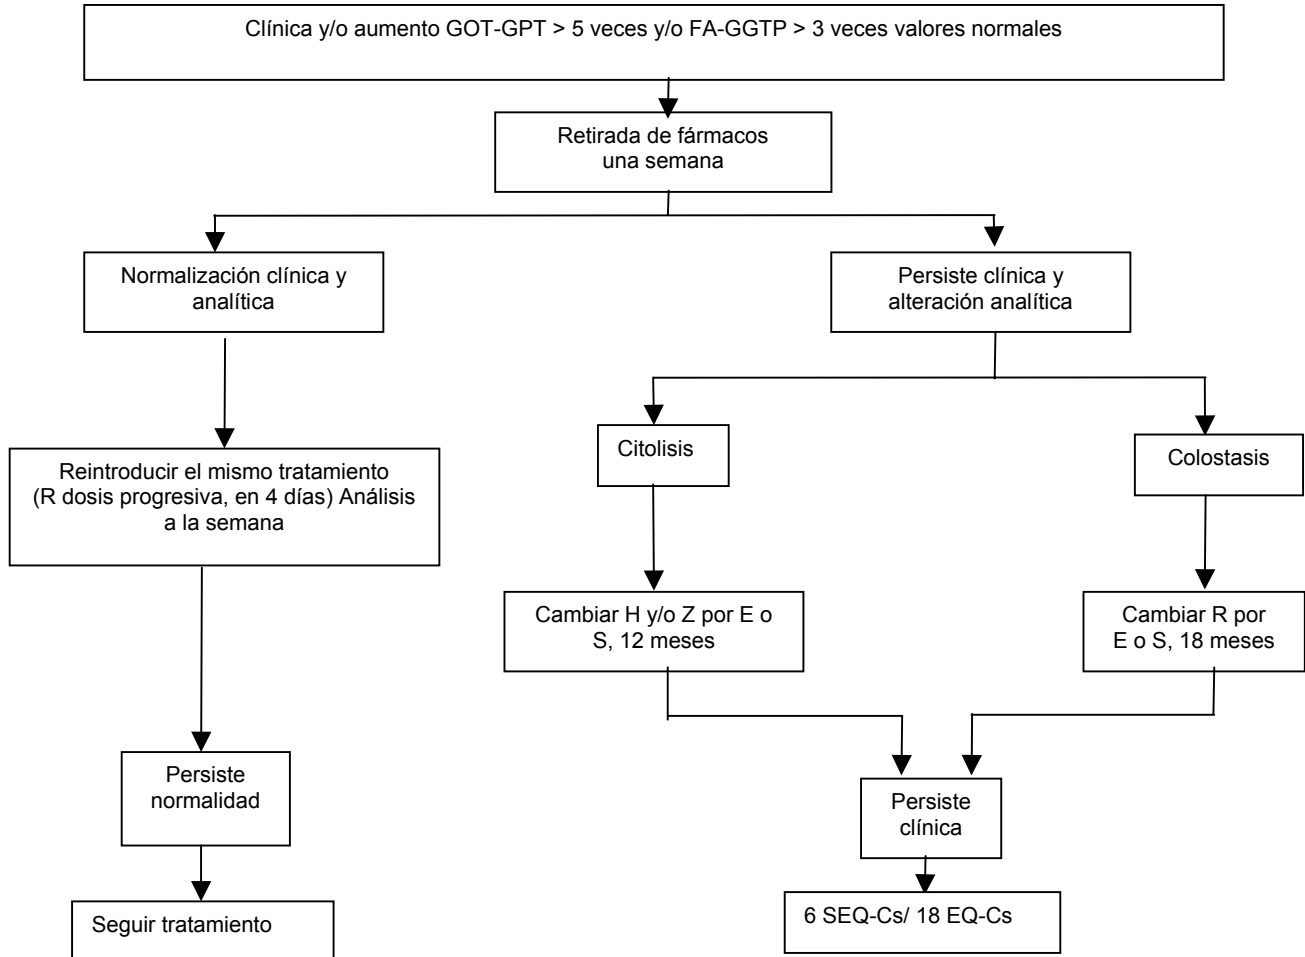 Clínica y/o aumento GOT-GPT > 5 veces y/o FA-GGTP > 3 veces valores normales
Retirada de fármacos
una semana
Normalización clínica y
analítica
Persiste clínica y
alteración analítica
Citolisis
Colostasis
Reintroducir el mismo tratamiento
(R dosis progresiva, en 4 días) Análisis
a la semana
Cambiar H y/o Z por E o
S, 12 meses
Cambiar R por
E o S, 18 meses
Persiste
normalidad
Persiste
clínica
Seguir tratamiento
6 SEQ-Cs/ 18 EQ-Cs